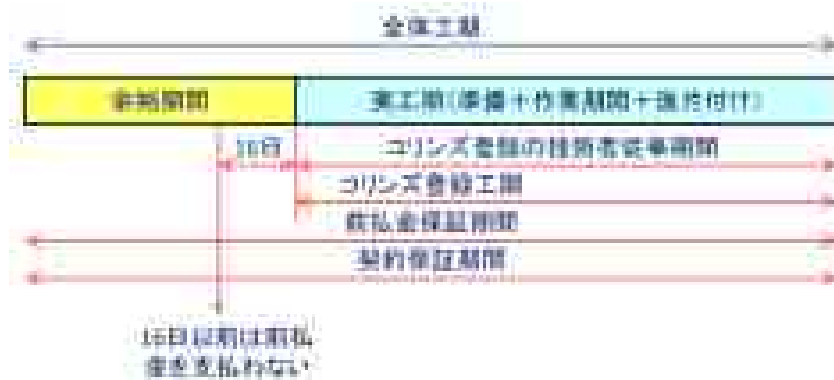 全体工期
余裕期間
実工期(準備+作業期間+後片付け)
16日
コリンズ登録の技術者従事期間
コリンズ登録工期
前払金保証期間
契約保証期間
16日以前は前払
金を支払わない